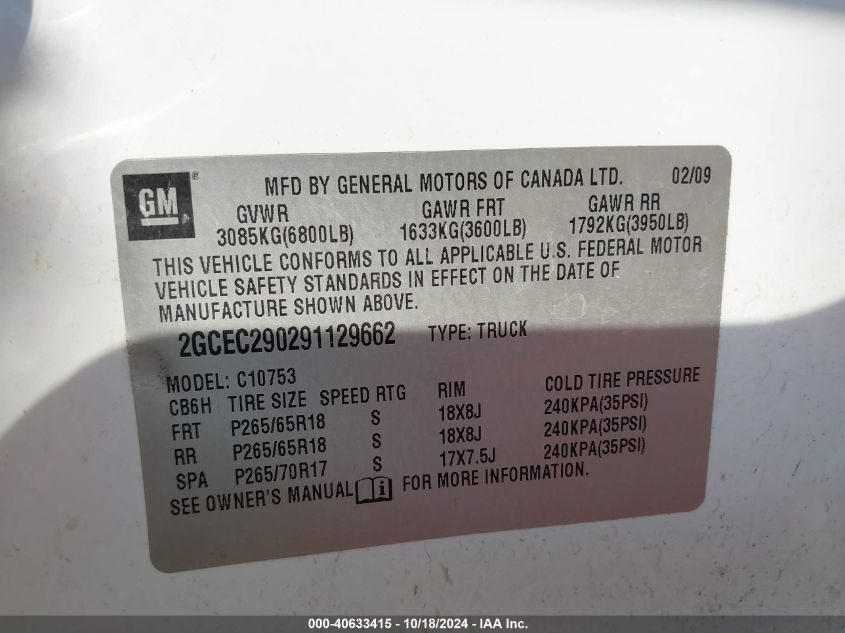 GM ® MFD BY GENERAL MOTORS OF CANADA LTD. 02/09
GVWR GAWR FRT GAWR RR
3085KG(6800LB) 1633KG(3600LB) 1792KG(3950LB)
THIS VEHICLE CONFORMS TO ALL APPLICABLE U.S. FEDERAL MOTOR
VEHICLE SAFETY STANDARDS IN EFFECT ON THE DATE OF
MANUFACTURE SHOWN ABOVE.
2GCEC290291129662 TYPE: TRUCK
MODEL: C10753
CB6H TIRE SIZE SPEED RTG RIM COLD TIRE PRESSURE
FRT P265/65R18 S 18X8J 240KPA(35PSI)
RR P265/65R18 S 18X8J 240KPA(35PSI)
SPA P265/70R17 S 17X7.5J 240KPA(35PSI)
SEE OWNER'S MANUAL i FOR MORE INFORMATION.
000-40633415 - 10/18/2024 - IAA Inc.